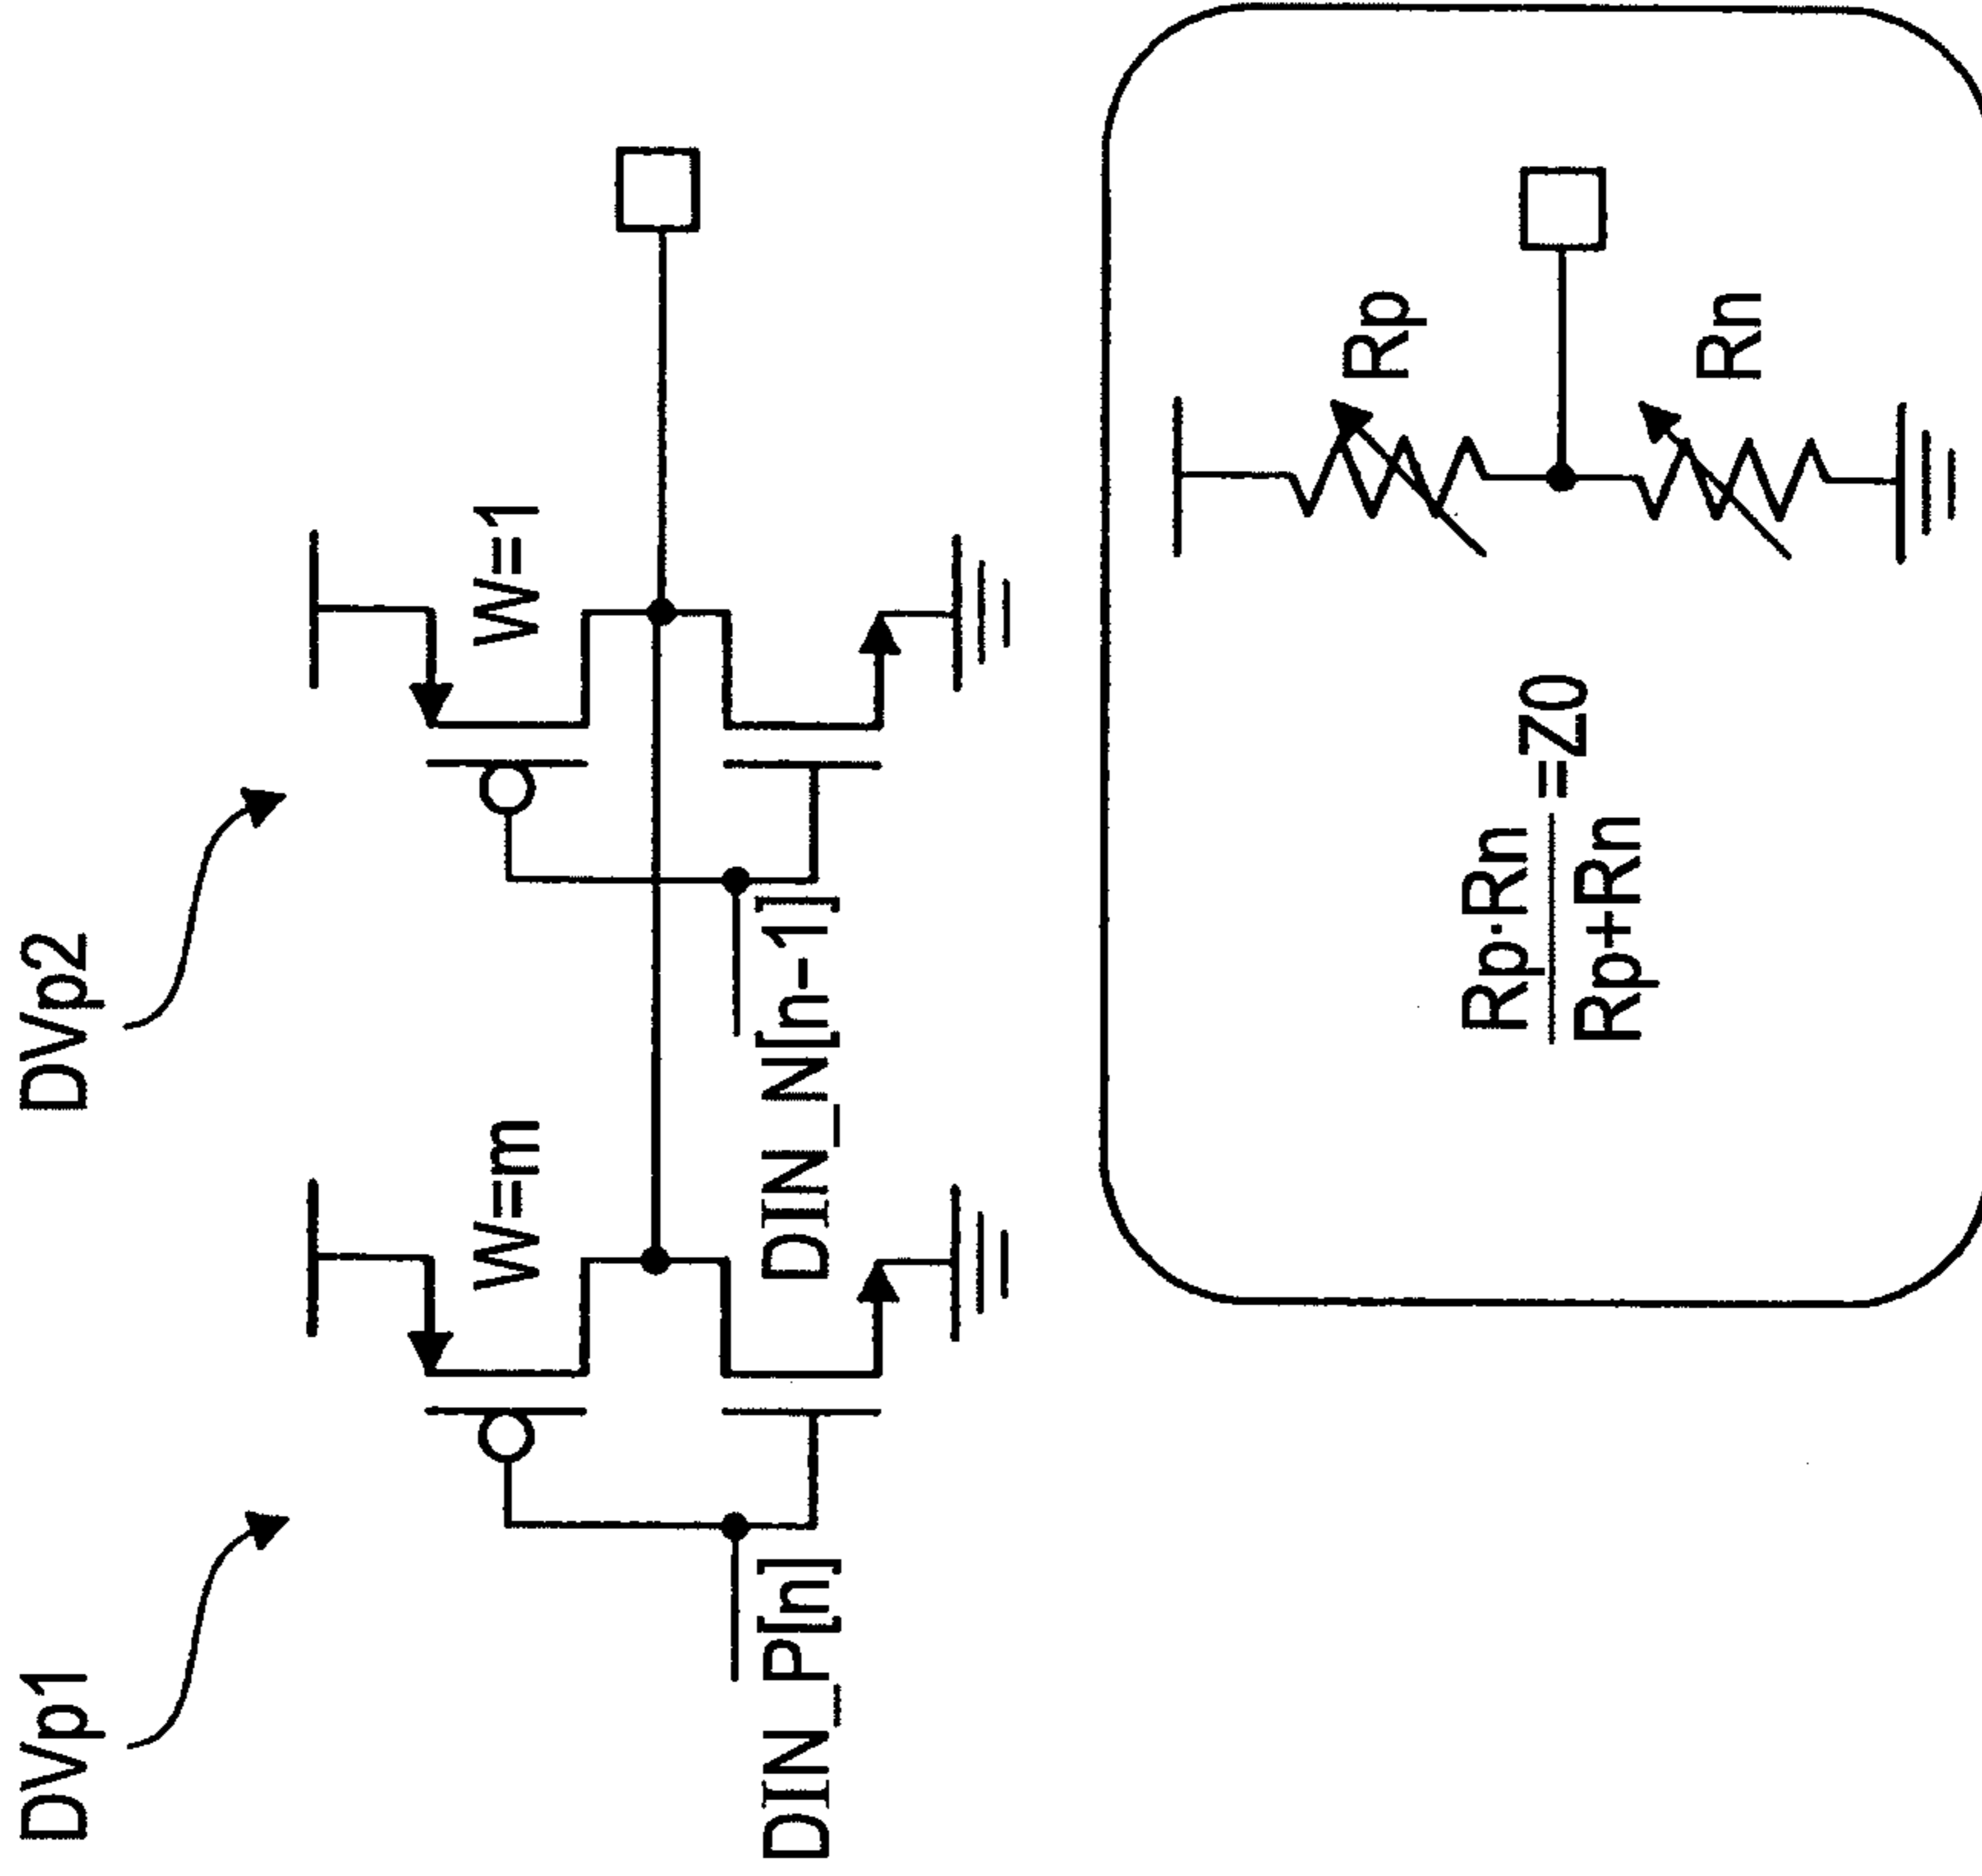 DVp1
DVp2
W=m
W=1
DIN_P[n]
DIN_N[n-1]
Rp
Rn
Rp·Rn
Rp+Rn
=Z0